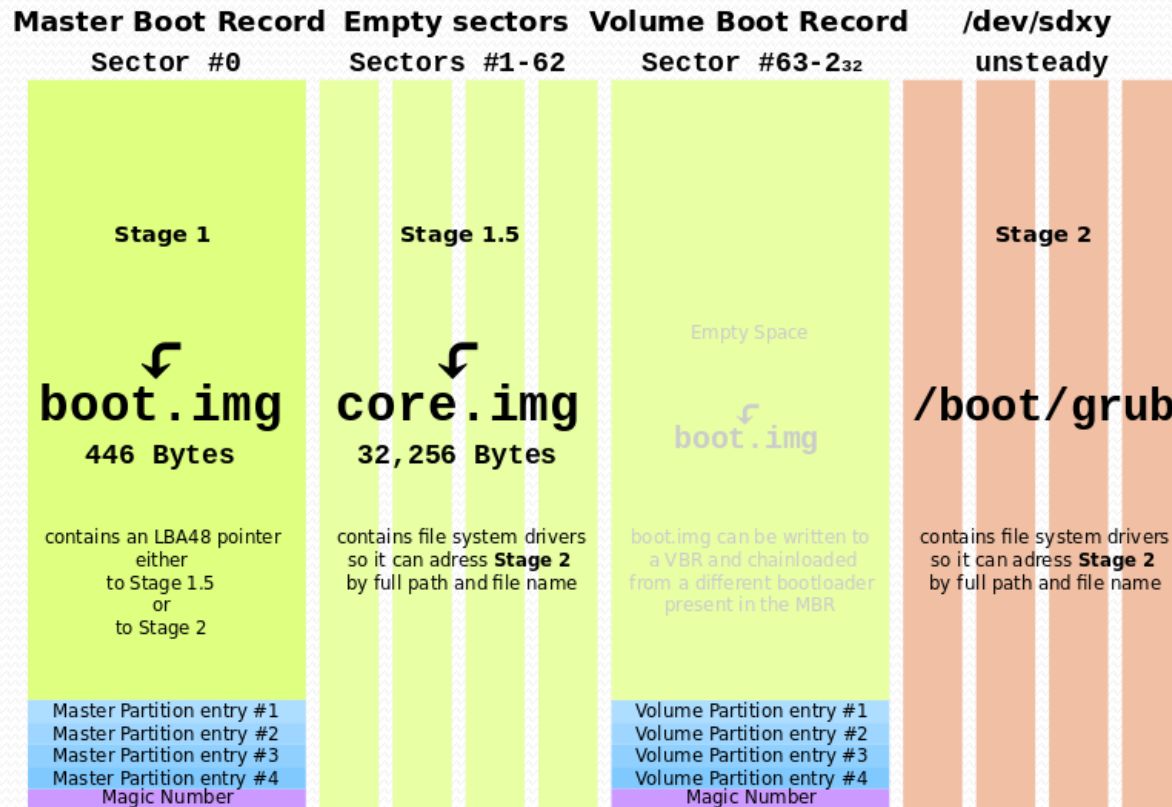 Master Boot Record
Sector #0
Stage 1
boot.img
446 Bytes
contains an LBA48 pointer
either
to Stage 1.5
or
to Stage 2
Master Partition entry #1
Master Partition entry #2
Master Partition entry #3
Master Partition entry #4
Magic Number
Empty sectors
Sectors #1-62
Stage 1.5
core.img
32,256 Bytes
contains file system drivers
so it can adress Stage 2
by full path and file name
Volume Boot Record
Sector #63-2₃₂
Empty Space
boot.img
boot.img can be written to
a VBR and chainloaded
from a different bootloader
present in the MBR
Volume Partition entry #1
Volume Partition entry #2
Volume Partition entry #3
Volume Partition entry #4
Magic Number
/dev/sdxy
unsteady
Stage 2
/boot/grub
contains file system drivers
so it can adress Stage 2
by full path and file name